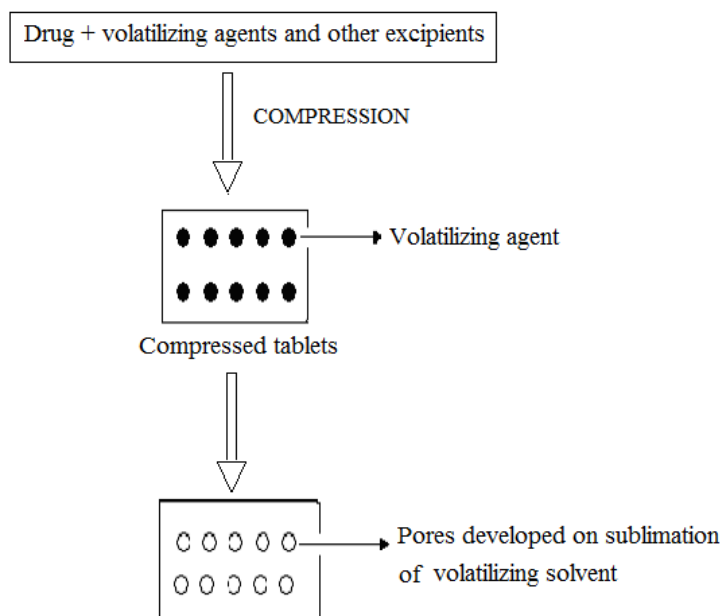 Drug + volatilizing agents and other excipients
COMPRESSION
Volatilizing agent
Compressed tablets
Pores developed on sublimation
of volatilizing solvent